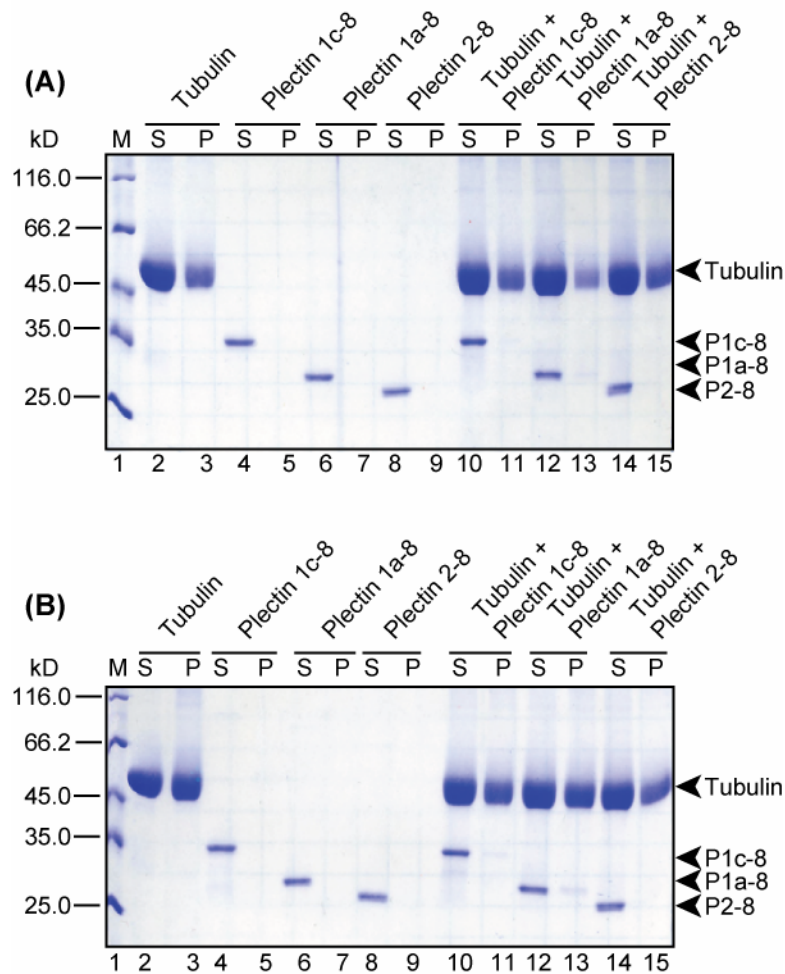 (A)
Tubulin
Plectin 1c-8
Plectin 1a-8
Plectin 2-8
Tubulin +
Plectin 1c-8
Tubulin +
Plectin 1a-8
Tubulin +
Plectin 2-8
kD M S P S P S P S P S P S P S P
116.0
66.2
45.0
35.0
25.0
Tubulin
P1c-8
P1a-8
P2-8
1 2 3 4 5 6 7 8 9 10 11 12 13 14 15
(B)
Tubulin
Plectin 1c-8
Plectin 1a-8
Plectin 2-8
Tubulin +
Plectin 1c-8
Tubulin +
Plectin 1a-8
Tubulin +
Plectin 2-8
kD M S P S P S P S P S P S P S P
116.0
66.2
45.0
35.0
25.0
Tubulin
P1c-8
P1a-8
P2-8
1 2 3 4 5 6 7 8 9 10 11 12 13 14 15